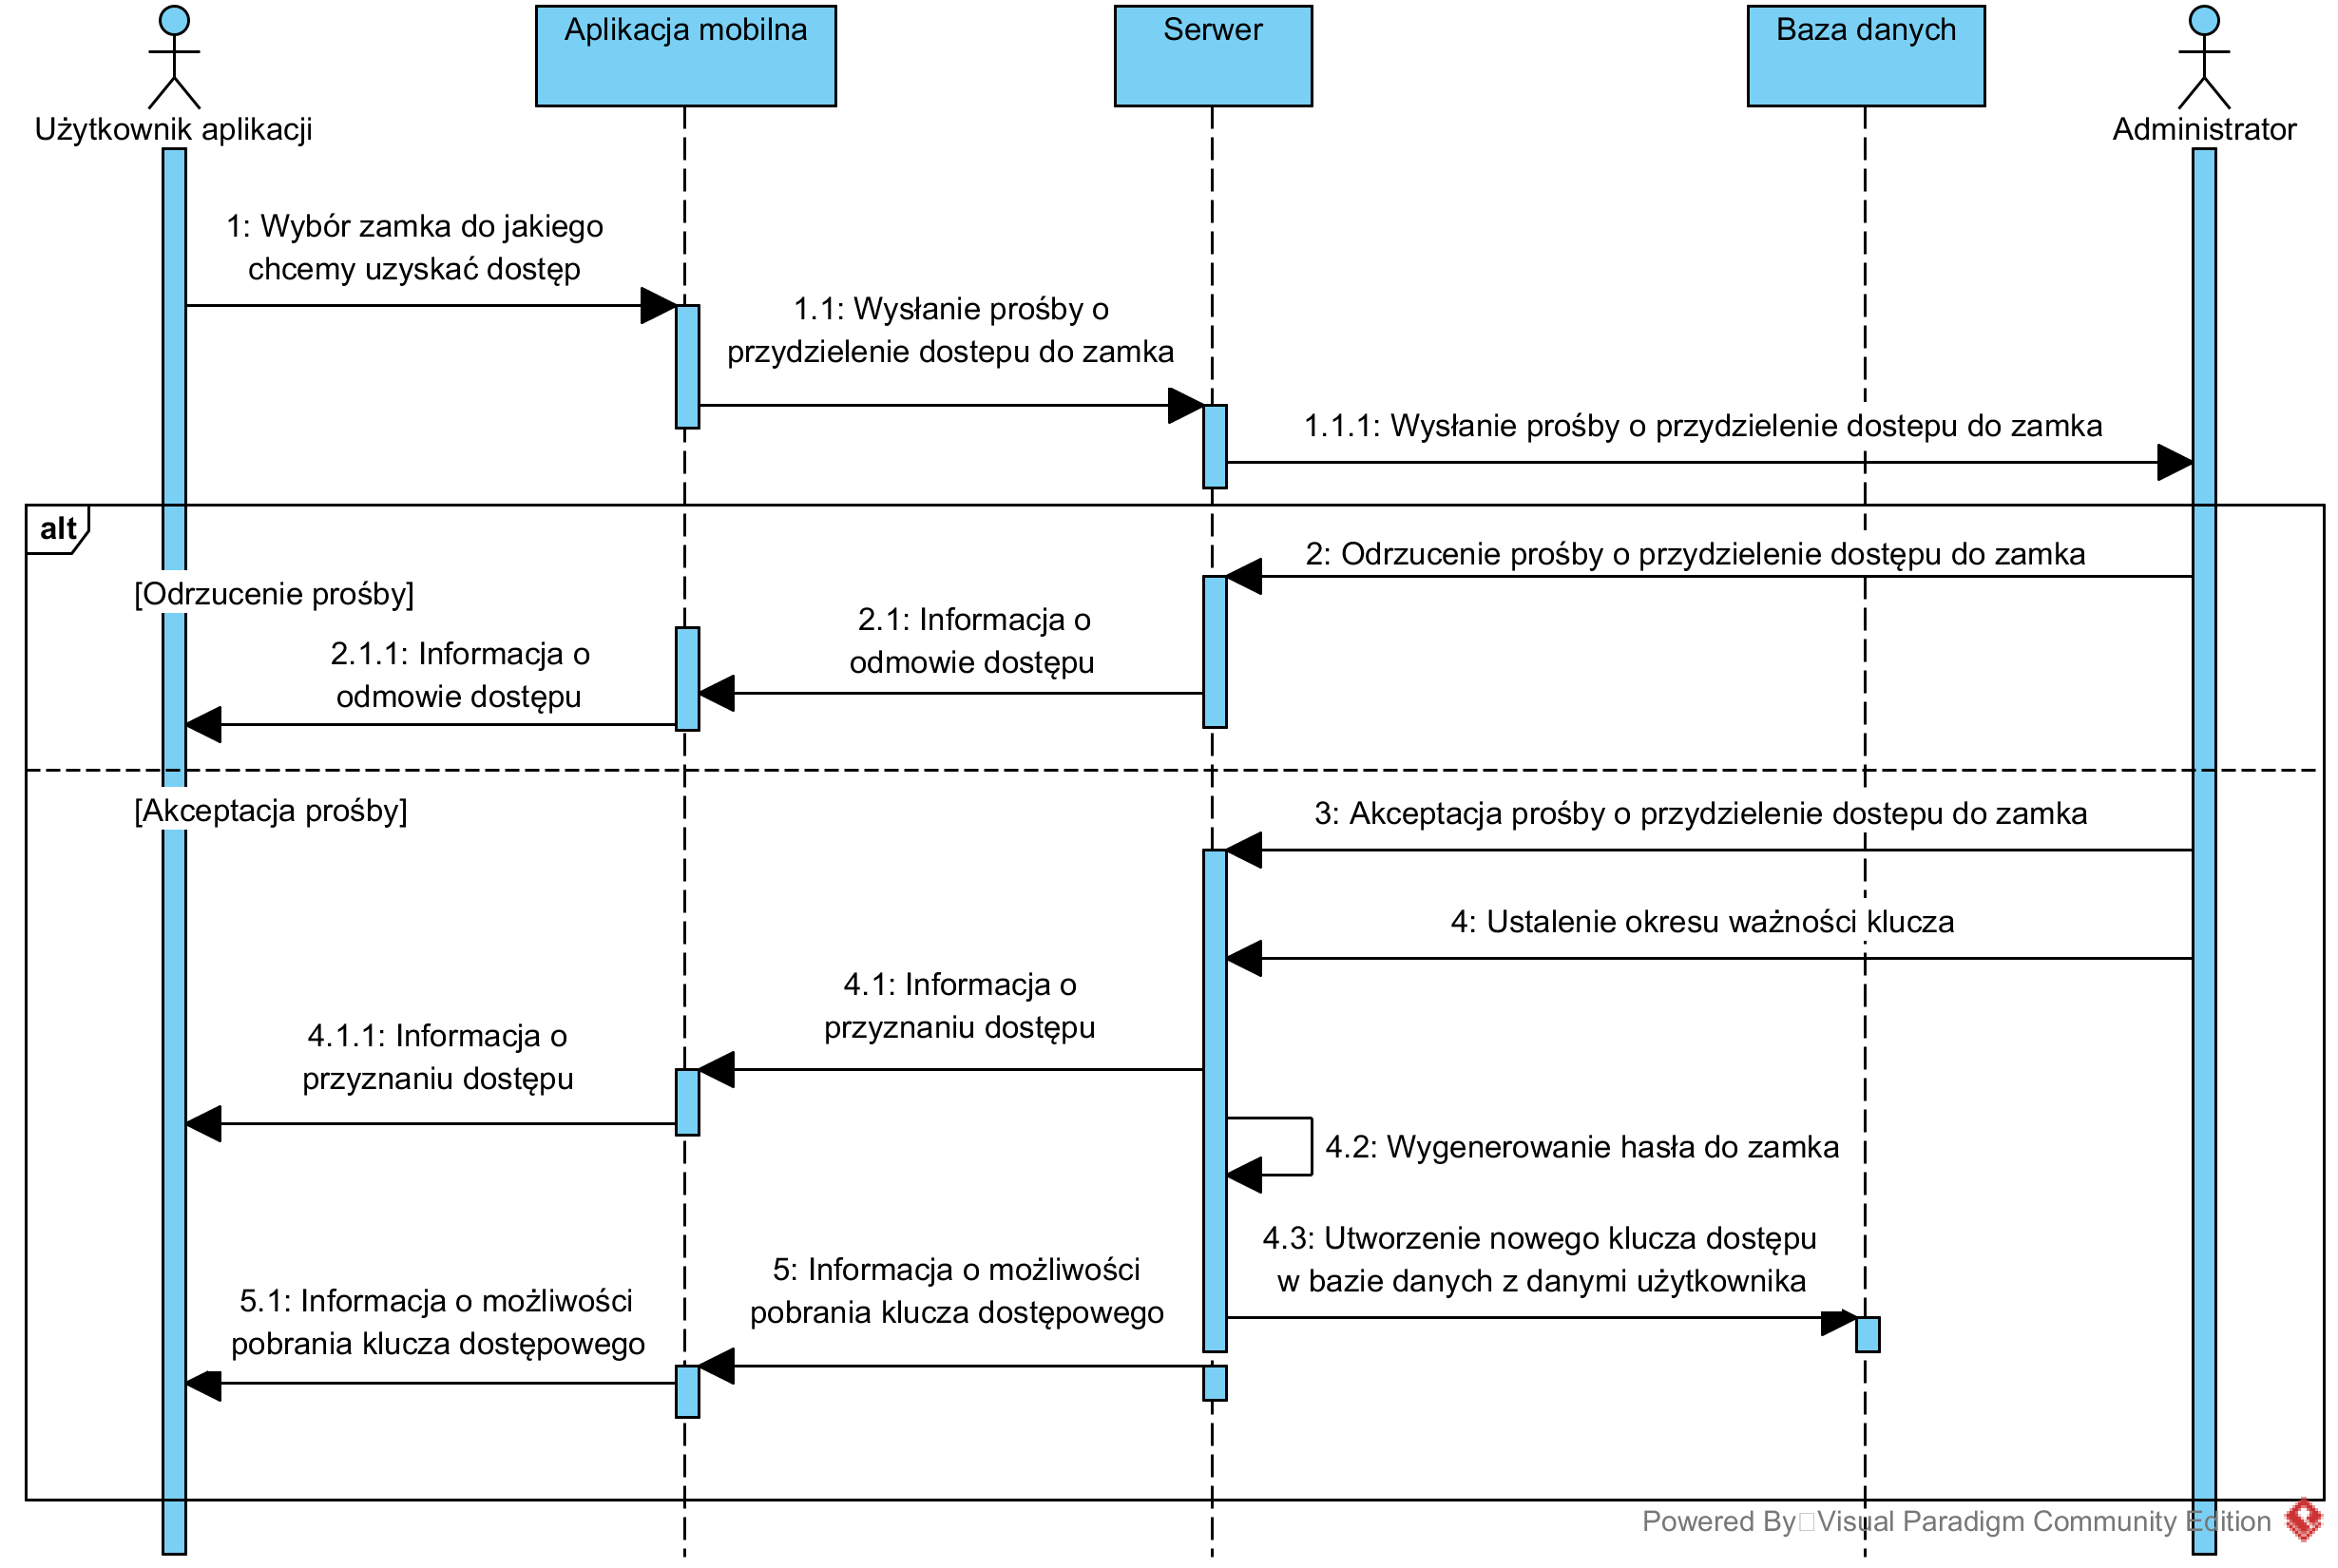 Aplikacja mobilna
Serwer
Baza danych
Użytkownik aplikacji
Administrator
1: Wybór zamka do jakiego
chcemy uzyskać dostęp
1.1: Wysłanie prośby o
przydzielenie dostepu do zamka
1.1.1: Wysłanie prośby o przydzielenie dostepu do zamka
alt
2: Odrzucenie prośby o przydzielenie dostępu do zamka
[Odrzucenie prośby]
2.1: Informacja o
odmowie dostępu
2.1.1: Informacja o
odmowie dostępu
[Akceptacja prośby]
3: Akceptacja prośby o przydzielenie dostepu do zamka
4: Ustalenie okresu ważności klucza
4.1: Informacja o
przyznaniu dostępu
4.1.1: Informacja o
przyznaniu dostępu
4.2: Wygenerowanie hasła do zamka
4.3: Utworzenie nowego klucza dostępu
w bazie danych z danymi użytkownika
5: Informacja o możliwości
pobrania klucza dostępowego
5.1: Informacja o możliwości
pobrania klucza dostępowego
Powered By Visual Paradigm Community Edition